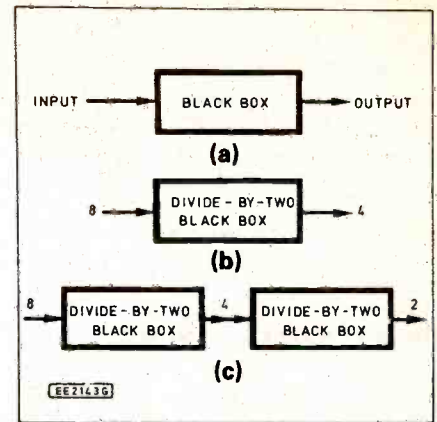 INPUT BLACK BOX OUTPUT
(a)
8 DIVIDE-BY-TWO BLACK BOX 4
(b)
8 DIVIDE-BY-TWO BLACK BOX 4 DIVIDE-BY-TWO BLACK BOX 2
(c)
EE2143G